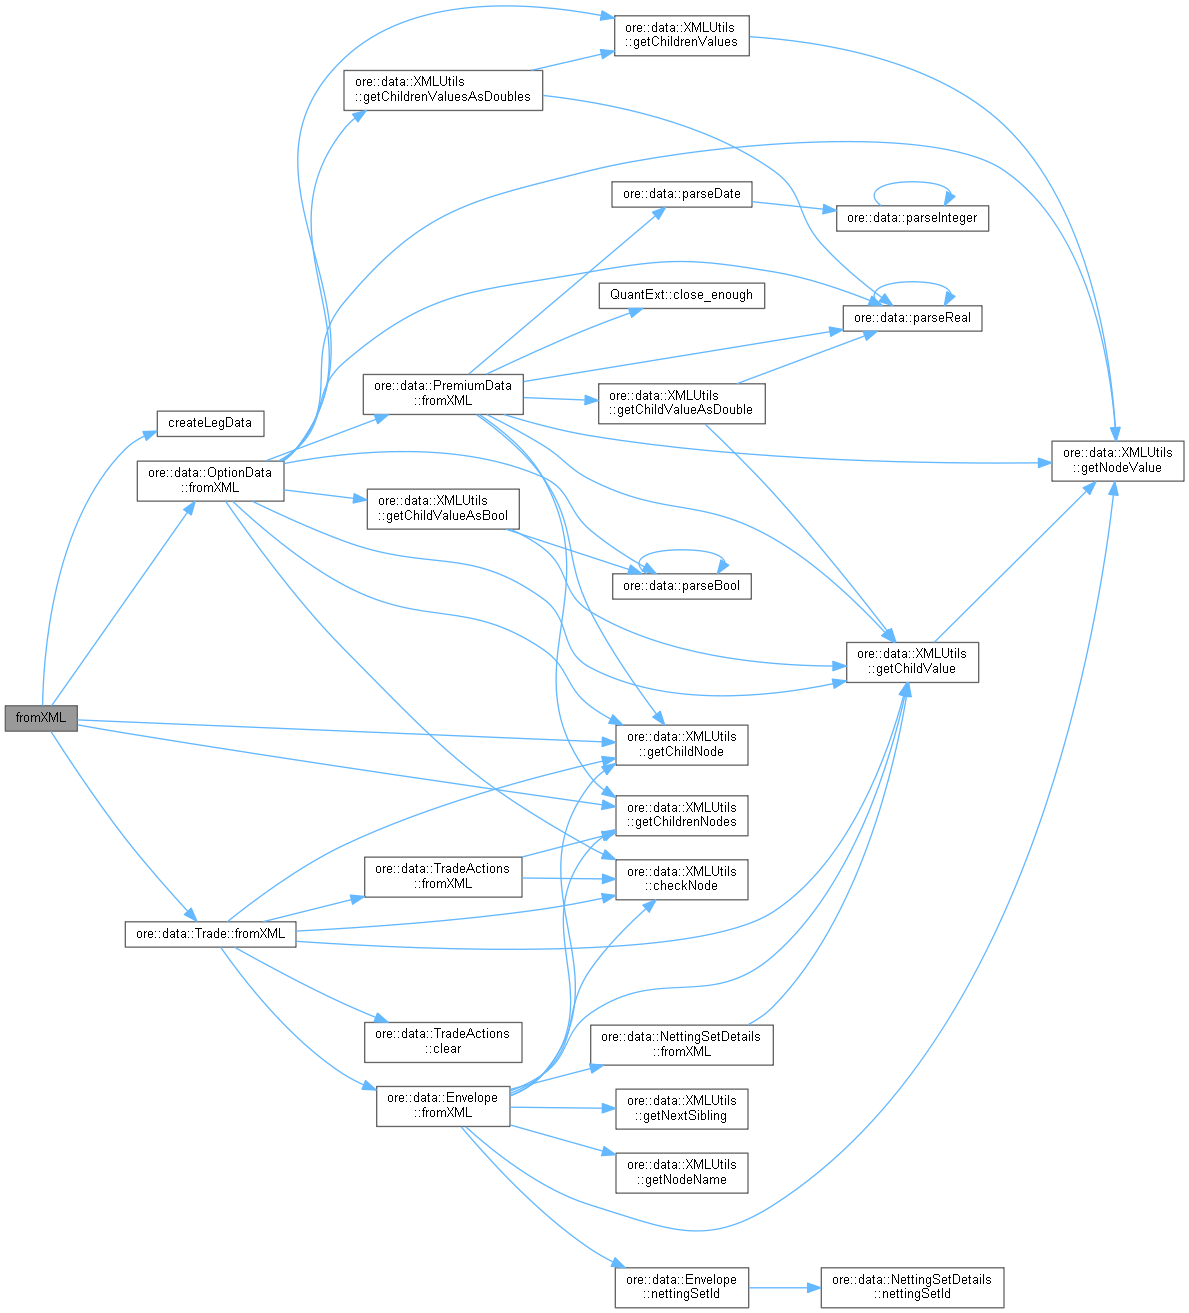 ore::data::XMLUtils
::getChildrenValues
ore::data::XMLUtils
::getChildrenValuesAsDoubles
ore::data::parseDate
ore::data::parseInteger
QuantExt::close_enough
ore::data::parseReal
ore::data::PremiumData
::fromXML
ore::data::XMLUtils
::getChildValueAsDouble
createLegData
ore::data::XMLUtils
::getNodeValue
ore::data::OptionData
::fromXML
ore::data::XMLUtils
::getChildValueAsBool
ore::data::parseBool
ore::data::XMLUtils
::getChildValue
fromXML
ore::data::XMLUtils
::getChildNode
ore::data::XMLUtils
::getChildrenNodes
ore::data::TradeActions
::fromXML
ore::data::XMLUtils
::checkNode
ore::data::Trade::fromXML
ore::data::TradeActions
::clear
ore::data::NettingSetDetails
::fromXML
ore::data::Envelope
::fromXML
ore::data::XMLUtils
::getNextSibling
ore::data::XMLUtils
::getNodeName
ore::data::Envelope
::nettingSetId
ore::data::NettingSetDetails
::nettingSetId